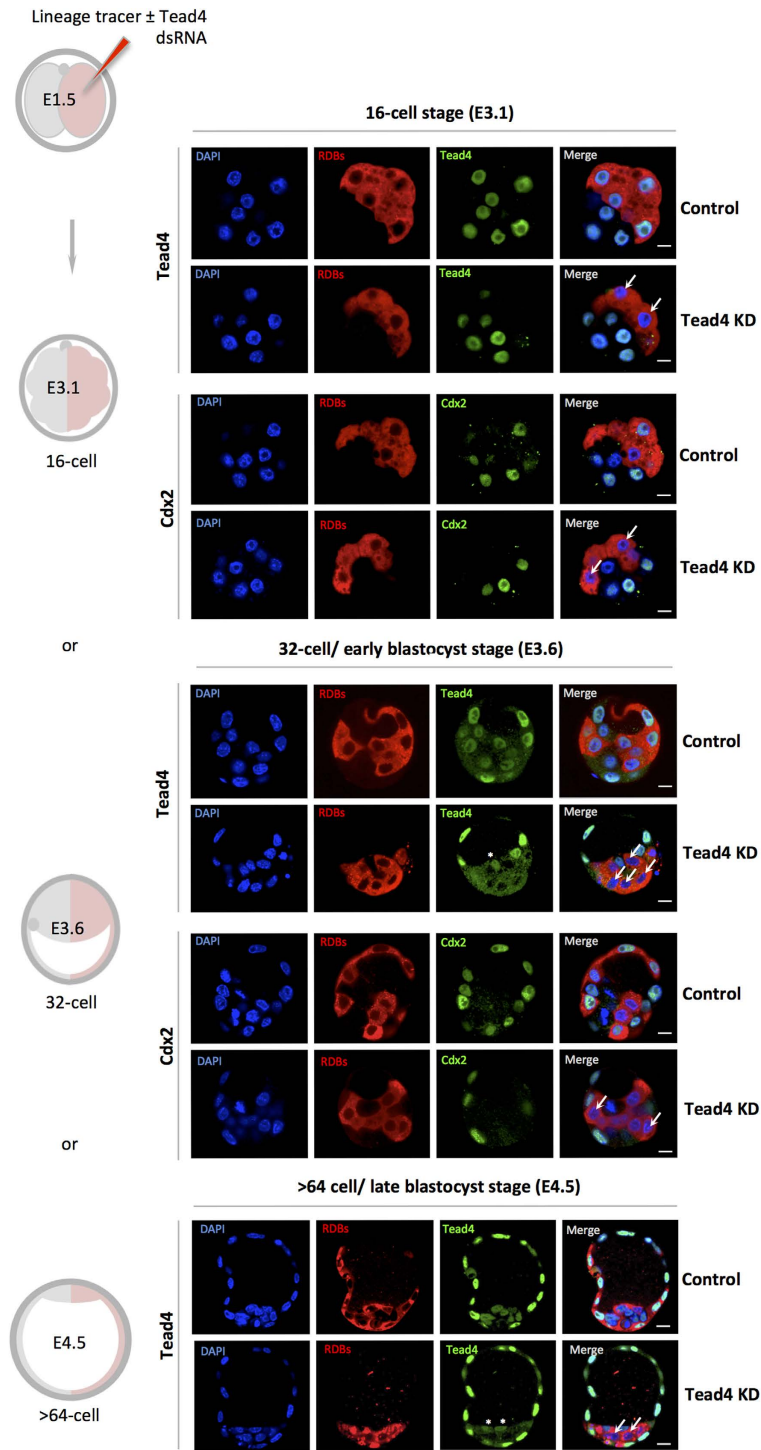 Lineage tracer ± Tead4
dsRNA
E1.5
16-cell stage (E3.1)
Tead4
DAPI RDBs Tead4 Merge
Control
DAPI RDBs Tead4 Merge
Tead4 KD
E3.1
16-cell
Cdx2
DAPI RDBs Cdx2 Merge
Control
DAPI RDBs Cdx2 Merge
Tead4 KD
or
32-cell/ early blastocyst stage (E3.6)
Tead4
DAPI RDBs Tead4 Merge
Control
DAPI RDBs Tead4 Merge
*
Tead4 KD
E3.6
32-cell
Cdx2
DAPI RDBs Cdx2 Merge
Control
DAPI RDBs Cdx2 Merge
Tead4 KD
or
>64 cell/ late blastocyst stage (E4.5)
Tead4
DAPI RDBs Tead4 Merge
Control
DAPI RDBs Tead4 Merge
* *
Tead4 KD
E4.5
>64-cell